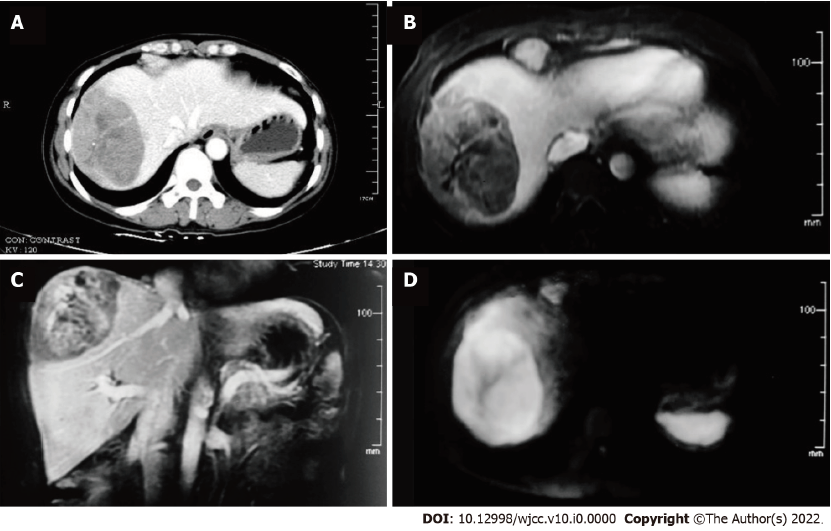 A
R
L
17CM
CON: CONTRAST
KV: 120
B
100
mm
C
Study Time:14:30
100
mm
D
100
mm
DOI: 10.12998/wjcc.v10.i0.0000 Copyright ©The Author(s) 2022